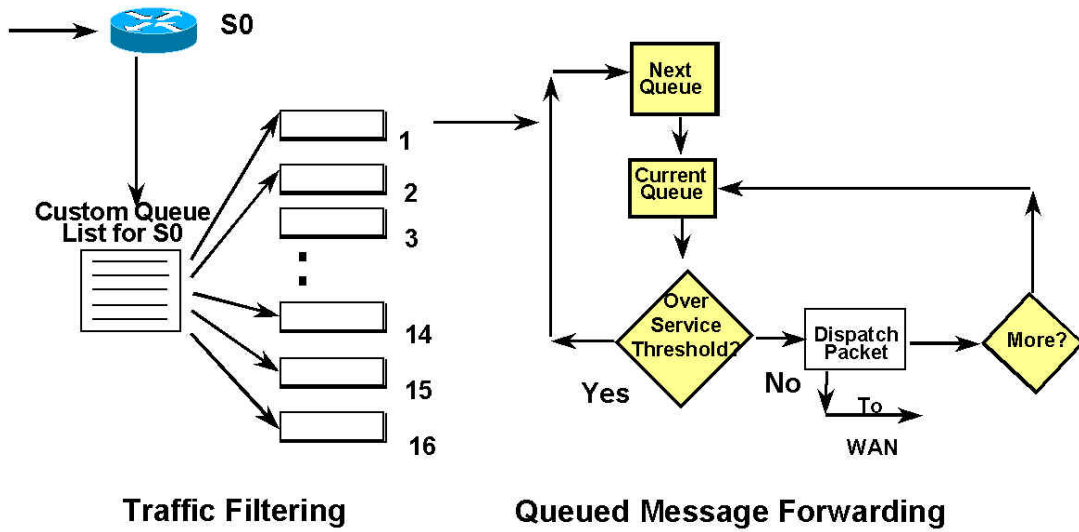 S0
Custom Queue
List for S0
1
2
3
14
15
16
Traffic Filtering
Next
Queue
Current
Queue
Over
Service
Threshold?
Yes
No
Dispatch
Packet
More?
To
WAN
Queued Message Forwarding